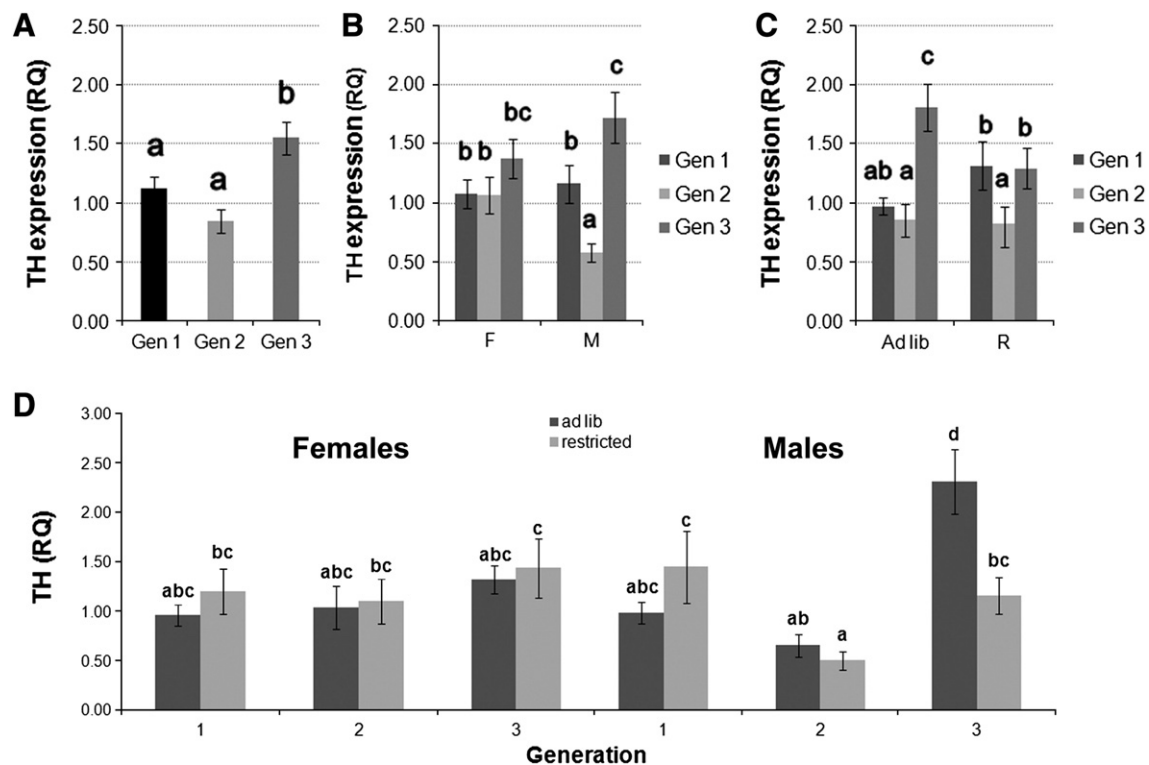 A
TH expression (RQ)
2.50
2.00
1.50
1.00
0.50
0.00
a
a
b
Gen 1 Gen 2 Gen 3
B
TH expression (RQ)
2.50
2.00
1.50
1.00
0.50
0.00
b b bc
b a c
F M
Gen 1
Gen 2
Gen 3
C
TH expression (RQ)
2.50
2.00
1.50
1.00
0.50
0.00
ab a c
b a b
Ad lib R
Gen 1
Gen 2
Gen 3
D
TH (RQ)
3.00
2.50
2.00
1.50
1.00
0.50
0.00
Females
ad lib
restricted
Males
abc bc abc bc abc c abc c ab a d bc
1 2 3 1 2 3
Generation